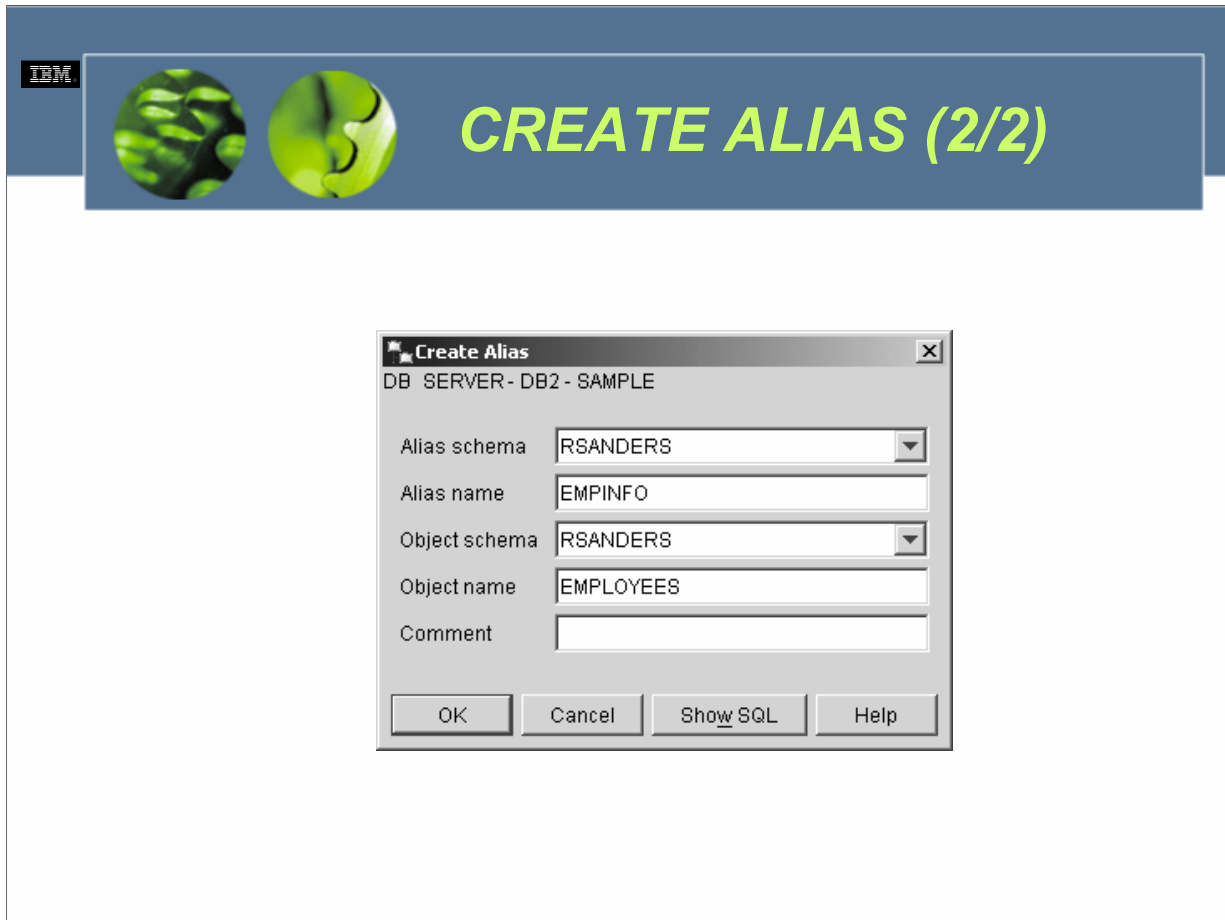 IBM.
CREATE ALIAS (2/2)
Create Alias
DB SERVER - DB2 - SAMPLE
Alias schema RSANDERS
Alias name EMPINFO
Object schema RSANDERS
Object name EMPLOYEES
Comment
OK Cancel Show SQL Help